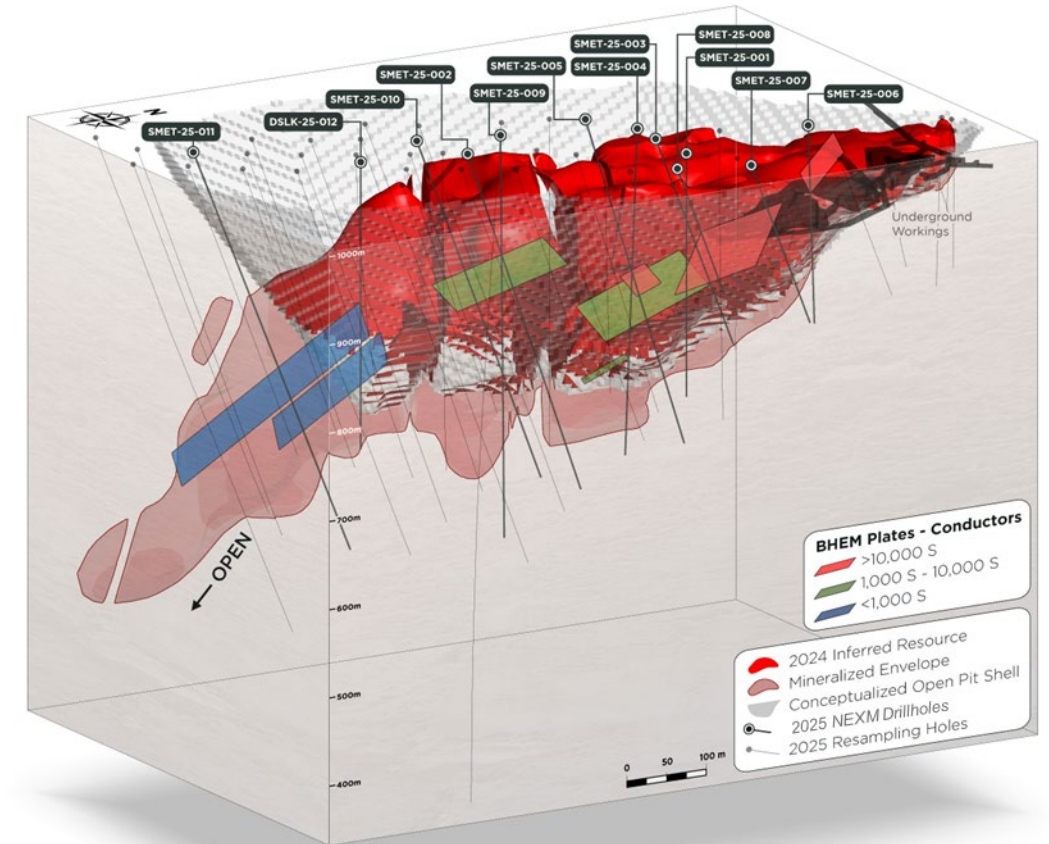 SMET-25-008
SMET-25-003
SMET-25-001
SMET-25-005
SMET-25-004
SMET-25-002
SMET-25-007
SMET-25-009
SMET-25-006
SMET-25-010
DSLK-25-012
N
SMET-25-011
Underground
Workings
1000m
900m
800m
700m
OPEN
600m
500m
400m
BHEM Plates - Conductors
>10,000 S
1,000 S - 10,000 S
<1,000 S
2024 Inferred Resource
Mineralized Envelope
Conceptualized Open Pit Shell
2025 NEXM Drillholes
2025 Resampling Holes
0 50 100 m